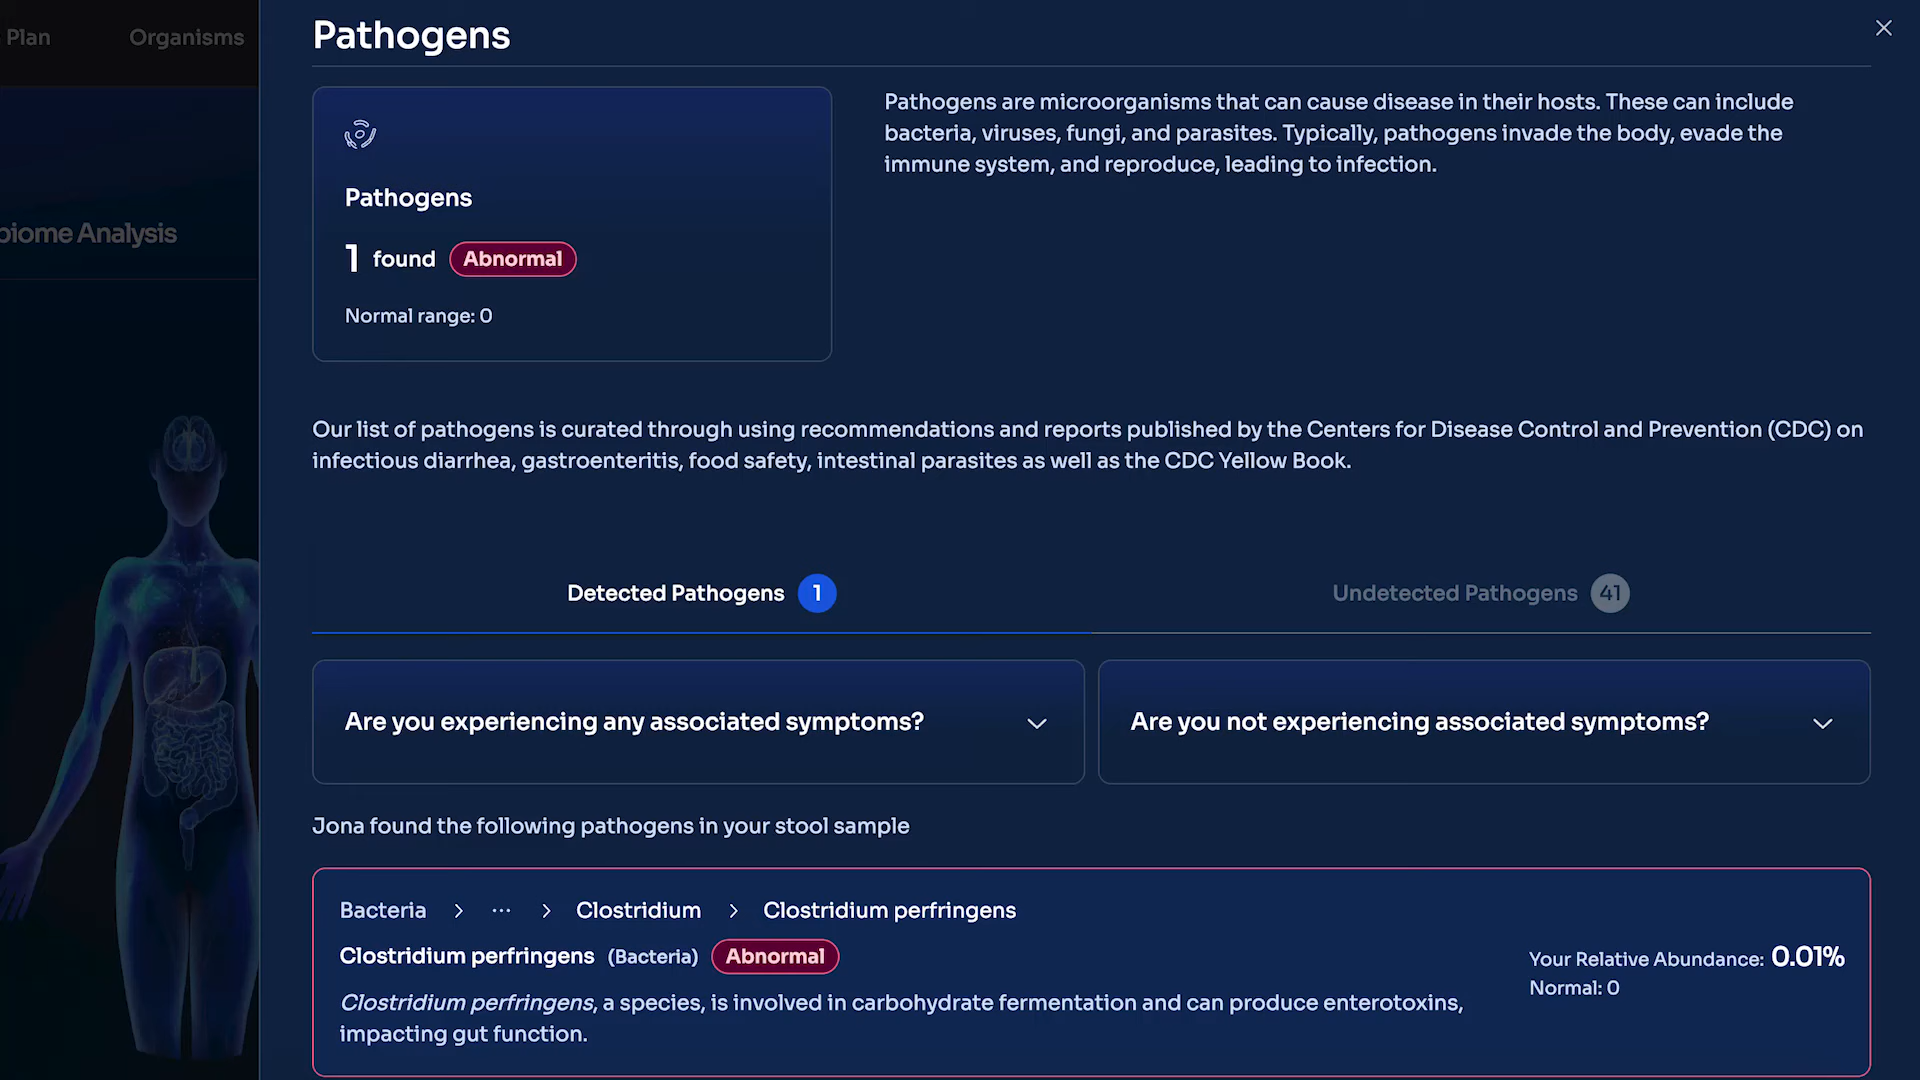 Plan
Organisms
Pathogens
Pathogens are microorganisms that can cause disease in their hosts. These can include
bacteria, viruses, fungi, and parasites. Typically, pathogens invade the body, evade the
immune system, and reproduce, leading to infection.
Pathogens
1 found Abnormal
Normal range: 0
biome Analysis
Our list of pathogens is curated through using recommendations and reports published by the Centers for Disease Control and Prevention (CDC) on
infectious diarrhea, gastroenteritis, food safety, intestinal parasites as well as the CDC Yellow Book.
Detected Pathogens 1
Undetected Pathogens 41
Are you experiencing any associated symptoms?
Are you not experiencing associated symptoms?
Jona found the following pathogens in your stool sample
Bacteria > ... > Clostridium > Clostridium perfringens
Clostridium perfringens (Bacteria) Abnormal
Clostridium perfringens, a species, is involved in carbohydrate fermentation and can produce enterotoxins,
impacting gut function.
Your Relative Abundance: 0.01%
Normal: 0